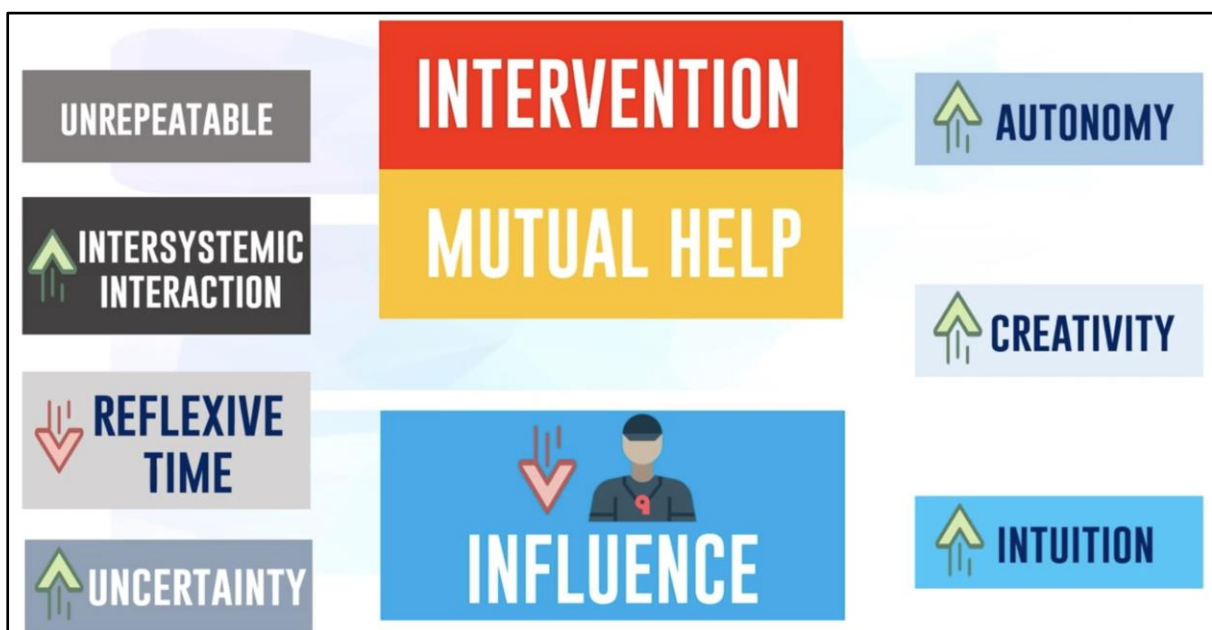 UNREPEATABLE
INTERSYSTEMIC
INTERACTION
REFLEXIVE
TIME
UNCERTAINTY
INTERVENTION
MUTUAL HELP
INFLUENCE
AUTONOMY
CREATIVITY
INTUITION